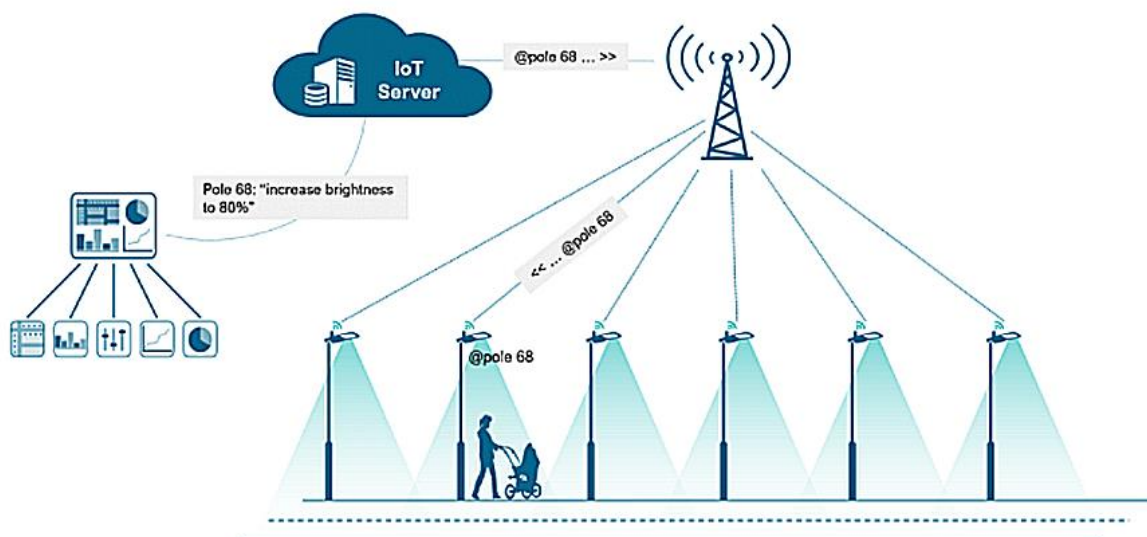 IoT
Server
@pole 68 ... >>
Pole 68: "increase brightness
to 80%"
<< ... @pole 68
@pole 68